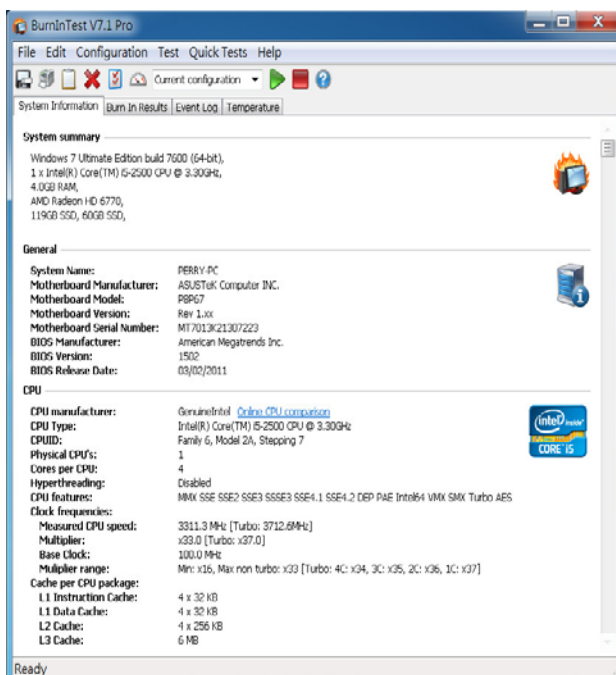 BurnInTest V7.1 Pro
File Edit Configuration Test Quick Tests Help
Current configuration
System Information Burn In Results Event Log Temperature
System summary
Windows 7 Ultimate Edition build 7600 (64-bit),
1 x Intel(R) Core(TM) i5-2500 CPU @ 3.30GHz,
4.0GB RAM,
AMD Radeon HD 6770,
119GB SSD, 60GB SSD,
General
System Name: PERRY-PC
Motherboard Manufacturer: ASUSTeK Computer INC.
Motherboard Model: P8P67
Motherboard Version: Rev 1.xx
Motherboard Serial Number: MT7013K21307223
BIOS Manufacturer: American Megatrends Inc.
BIOS Version: 1502
BIOS Release Date: 03/02/2011
CPU
CPU manufacturer: GenuineIntel Online CPU comparison
CPU Type: Intel(R) Core(TM) i5-2500 CPU @ 3.30GHz
CPUID: Family 6, Model 2A, Stepping 7
Physical CPU's: 1
Cores per CPU: 4
Hyperthreading: Disabled
CPU features: MMX SSE SSE2 SSE3 SSSE3 SSE4.1 SSE4.2 DEP PAE Intel64 VMX SMX Turbo AES
Clock frequencies:
Measured CPU speed: 3311.3 MHz [Turbo: 3712.6MHz]
Multiplier: x33.0 [Turbo: x37.0]
Base Clock: 100.0 MHz
Muliplier range: Min: x16, Max non turbo: x33 [Turbo: 4C: x34, 3C: x35, 2C: x36, 1C: x37]
Cache per CPU package:
L1 Instruction Cache: 4 x 32 KB
L1 Data Cache: 4 x 32 KB
L2 Cache: 4 x 256 KB
L3 Cache: 6 MB
intel inside
CORE i5
Ready